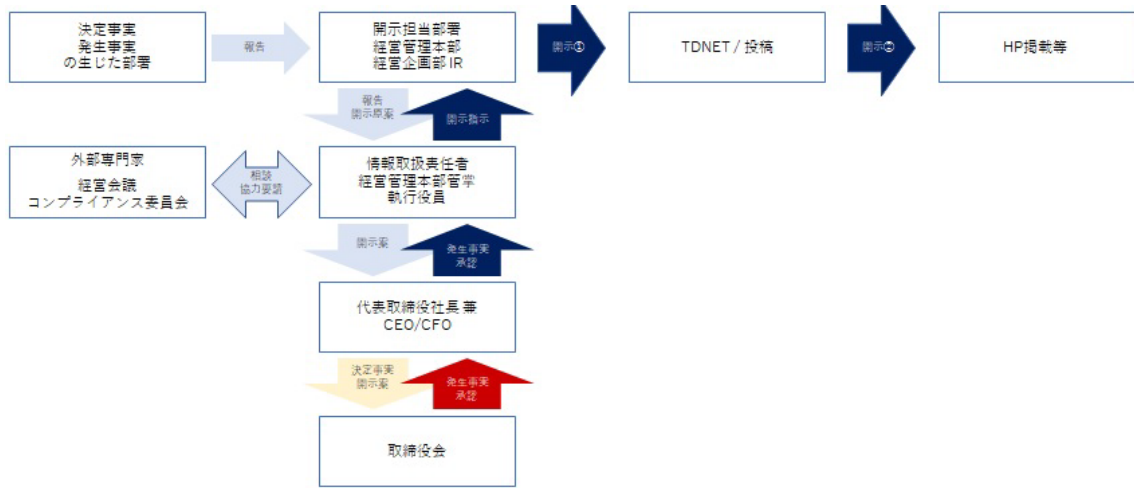 決定事実
発生事実
の生じた部署
報告
開示担当部署
経営管理本部
経営企画部 IR
開示①
TDNET / 投稿
開示②
HP掲載等
報告
開示原案
開示指示
外部専門家
経営会議
コンプライアンス委員会
相談
協力要請
情報取扱責任者
経営管理本部管掌
執行役員
開示案
発生事実
承認
代表取締役社長 兼
CEO/CFO
決定事実
開示案
発生事実
承認
取締役会